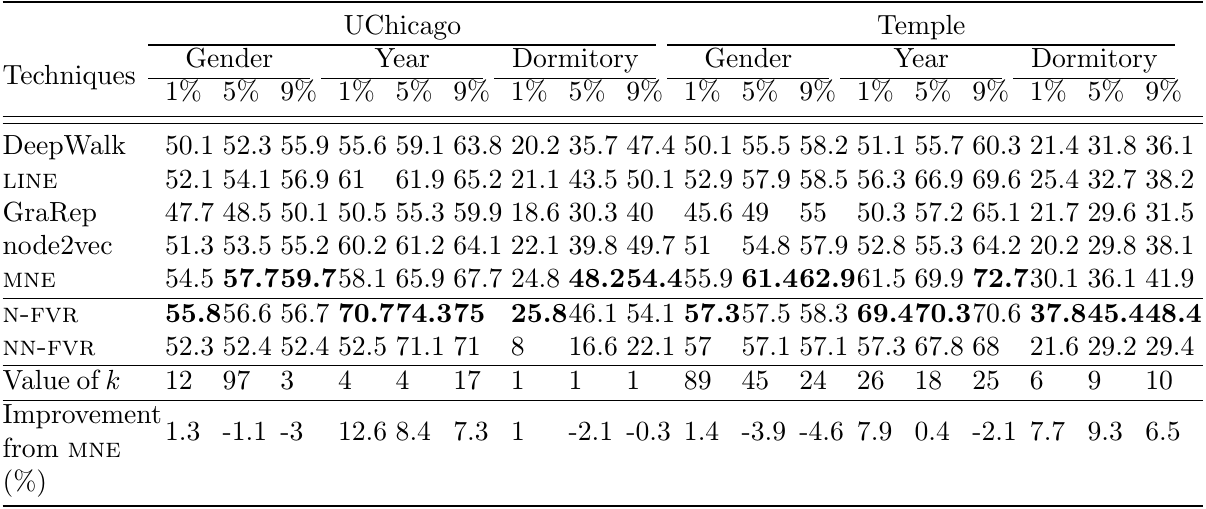 UChicago Temple
Gender Year Dormitory Gender Year Dormitory
Techniques
1% 5% 9% 1% 5% 9% 1% 5% 9% 1% 5% 9% 1% 5% 9% 1% 5% 9%
DeepWalk 50.1 52.3 55.9 55.6 59.1 63.8 20.2 35.7 47.4 50.1 55.5 58.2 51.1 55.7 60.3 21.4 31.8 36.1
LINE 52.1 54.1 56.9 61 61.9 65.2 21.1 43.5 50.1 52.9 57.9 58.5 56.3 66.9 69.6 25.4 32.7 38.2
GraRep 47.7 48.5 50.1 50.5 55.3 59.9 18.6 30.3 40 45.6 49 55 50.3 57.2 65.1 21.7 29.6 31.5
node2vec 51.3 53.5 55.2 60.2 61.2 64.1 22.1 39.8 49.7 51 54.8 57.9 52.8 55.3 64.2 20.2 29.8 38.1
MNE 54.5 57.7 59.7 58.1 65.9 67.7 24.8 48.2 54.4 55.9 61.4 62.9 61.5 69.9 72.7 30.1 36.1 41.9
N-FVR 55.8 56.6 56.7 70.7 74.3 75 25.8 46.1 54.1 57.3 57.5 58.3 69.4 70.3 70.6 37.8 45.4 48.4
NN-FVR 52.3 52.4 52.4 52.5 71.1 71 8 16.6 22.1 57 57.1 57.1 57.3 67.8 68 21.6 29.2 29.4
Value of k 12 97 3 4 4 17 1 1 1 89 45 24 26 18 25 6 9 10
Improvement
from MNE 1.3 -1.1 -3 12.6 8.4 7.3 1 -2.1 -0.3 1.4 -3.9 -4.6 7.9 0.4 -2.1 7.7 9.3 6.5
(%)